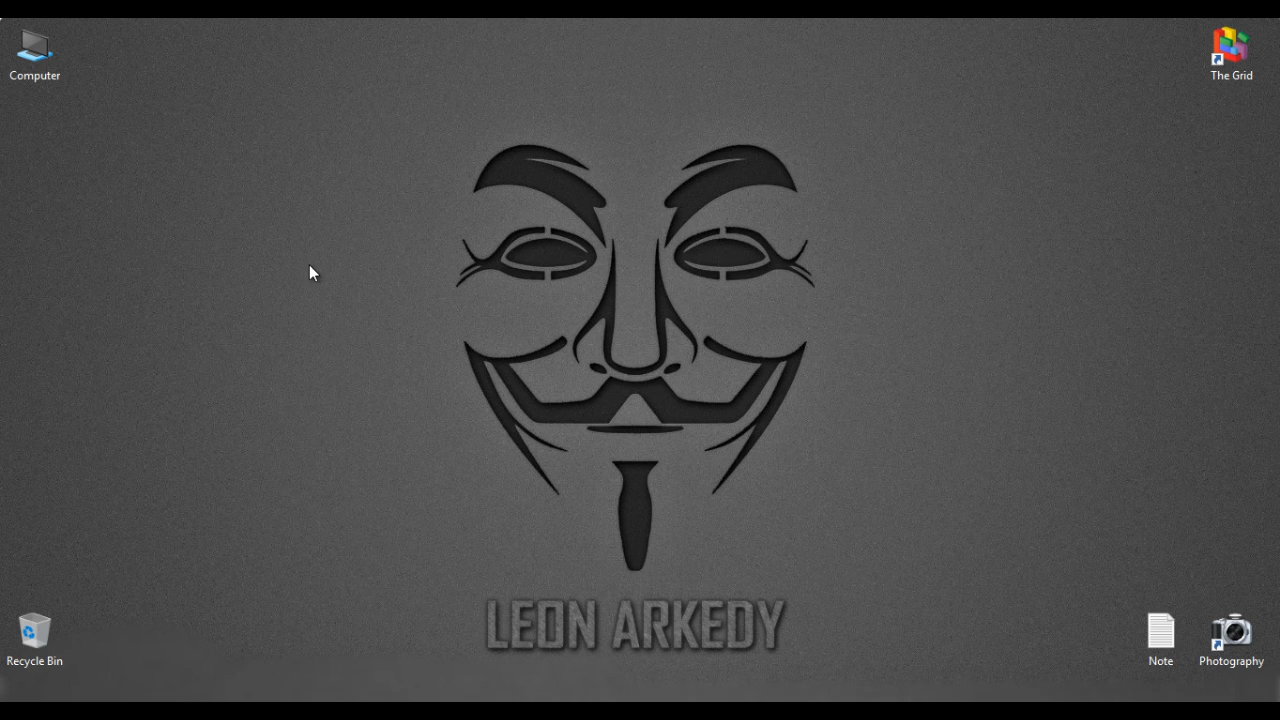 Computer
The Grid
LEON ARKEDY
Recycle Bin
Note
Photography